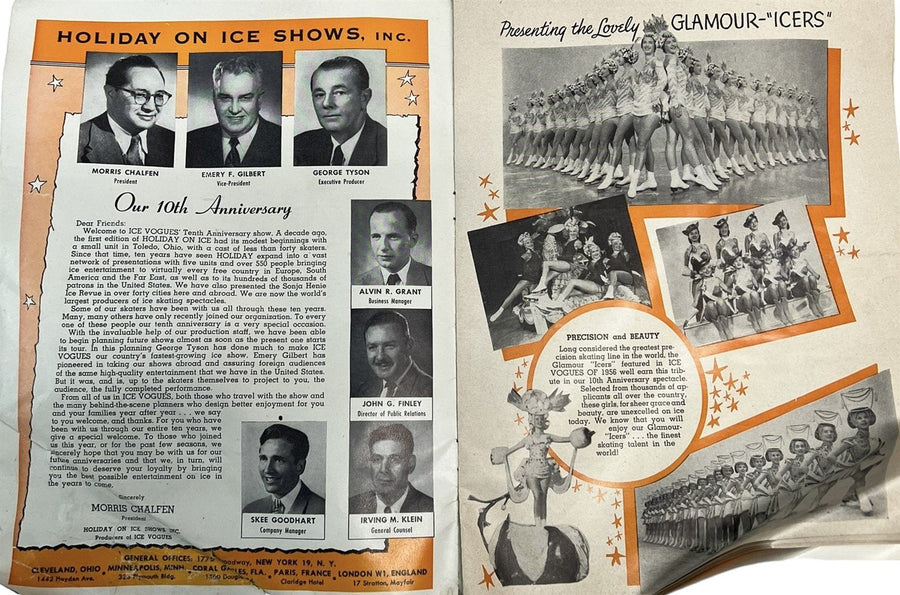 HOLIDAY ON ICE SHOWS, INC.
MORRIS CHALFEN
President
EMERY F. GILBERT
Vice-President
GEORGE TYSON
Executive Producer
Our 10th Anniversary
Dear Friends:
Welcome to ICE VOGUES' Tenth Anniversary show. A decade ago,
the first edition of HOLIDAY ON ICE had its modest beginnings with
a small unit in Toledo, Ohio, with a cast of less than forty skaters.
Since that time, ten years have seen HOLIDAY expand into a vast
network of presentations with five units and over 550 people bringing
ice entertainment to virtually every free country in Europe, South
America and the Far East, as well as to its hundreds of thousands of
patrons in the United States. We have also presented the Sonja Henie
Ice Revue in over forty cities here and abroad. We are now the world's
largest producers of ice skating spectacles.
Some of our skaters have been with us all through these ten years.
Many, many others have only recently joined our organization. To every
one of these people our tenth anniversary is a very special occasion.
With the invaluable help of our production staff, we have been able
to begin planning future shows almost as soon as the present one starts
its tour. In this planning George Tyson has done much to make ICE
VOGUES our country's fastest-growing ice show. Emery Gilbert has
pioneered in taking our shows abroad and assuring foreign audiences
of the same high-quality entertainment that we have in the United States.
But it was, and is, up to the skaters themselves to project to you, the
audience, the fully completed performance.
From all of us in ICE VOGUES, both those who travel with the show and
the many behind-the-scene planners who design better enjoyment for you
and your families year after year . . . we say
to you welcome, and thanks. For you who have
been with us through our entire ten years, we
give a special welcome. To those who joined
us this year, or for the past few seasons, we
sincerely hope that you may be with us for our
future anniversaries and that we, in turn, will
continue to deserve your loyalty by bringing
you the best possible entertainment on ice in
the years to come.
Sincerely
MORRIS CHALFEN
President
HOLIDAY ON ICE SHOWS INC.
Producers of ICE VOGUES
ALVIN R. GRANT
Business Manager
JOHN G. FINLEY
Director of Public Relations
SKEE GOODHART
Company Manager
IRVING M. KLEIN
General Counsel
GENERAL OFFICES: 1775 Broadway, NEW YORK 19, N. Y.
CLEVELAND, OHIO • MINNEAPOLIS, MINN. • CORAL GABLES, FLA. • PARIS, FRANCE • LONDON W1, ENGLAND
1443 Hayden Ave. Plymouth Bldg. 1360 Claridge Hotel 17 Stratton, Mayfair
Presenting the Lovely GLAMOUR-"ICERS"
PRECISION and BEAUTY
Long considered the greatest pre-
cision skating line in the world, the
Glamour "Icers" featured in ICE
VOGUES OF 1956 well earn this trib-
ute in our 10th Anniversary spectacle.
Selected from thousands of ap-
plicants all over the country,
these girls, for sheer grace and
beauty, are unexcelled on ice
today. We know that you will
enjoy our Glamour-
"Icers" . . . the finest
skating talent in the
world!